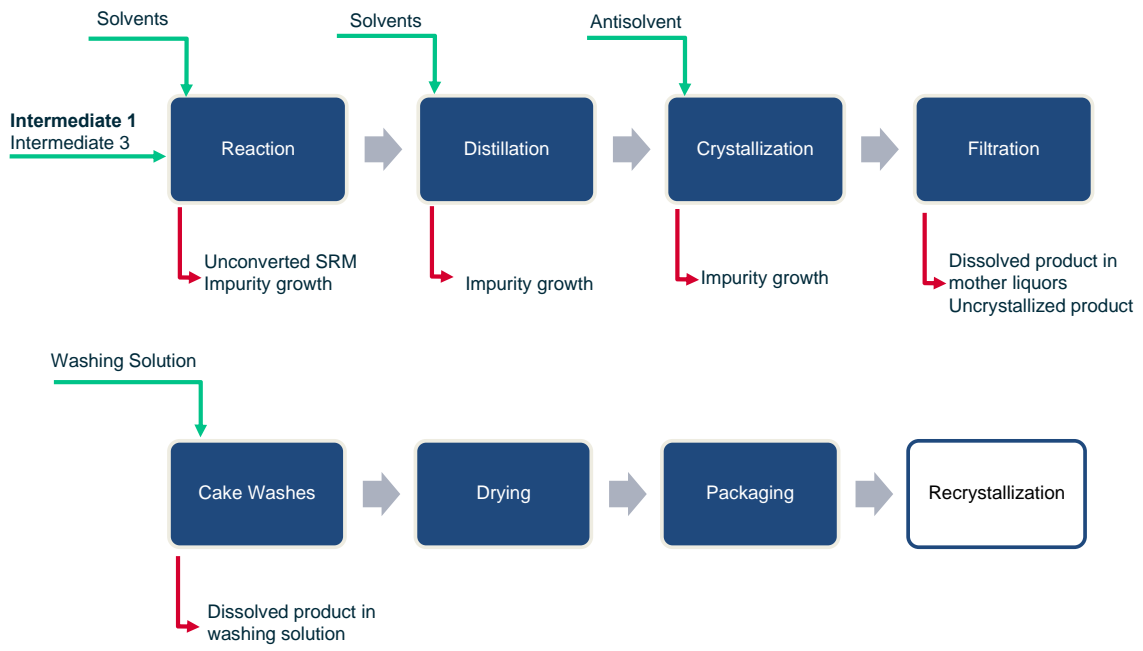 Solvents
Solvents
Antisolvent
Intermediate 1
Intermediate 3
Reaction
Distillation
Crystallization
Filtration
Unconverted SRM
Impurity growth
Impurity growth
Impurity growth
Dissolved product in
mother liquors
Uncrystallized product
Washing Solution
Cake Washes
Drying
Packaging
Recrystallization
Dissolved product in
washing solution